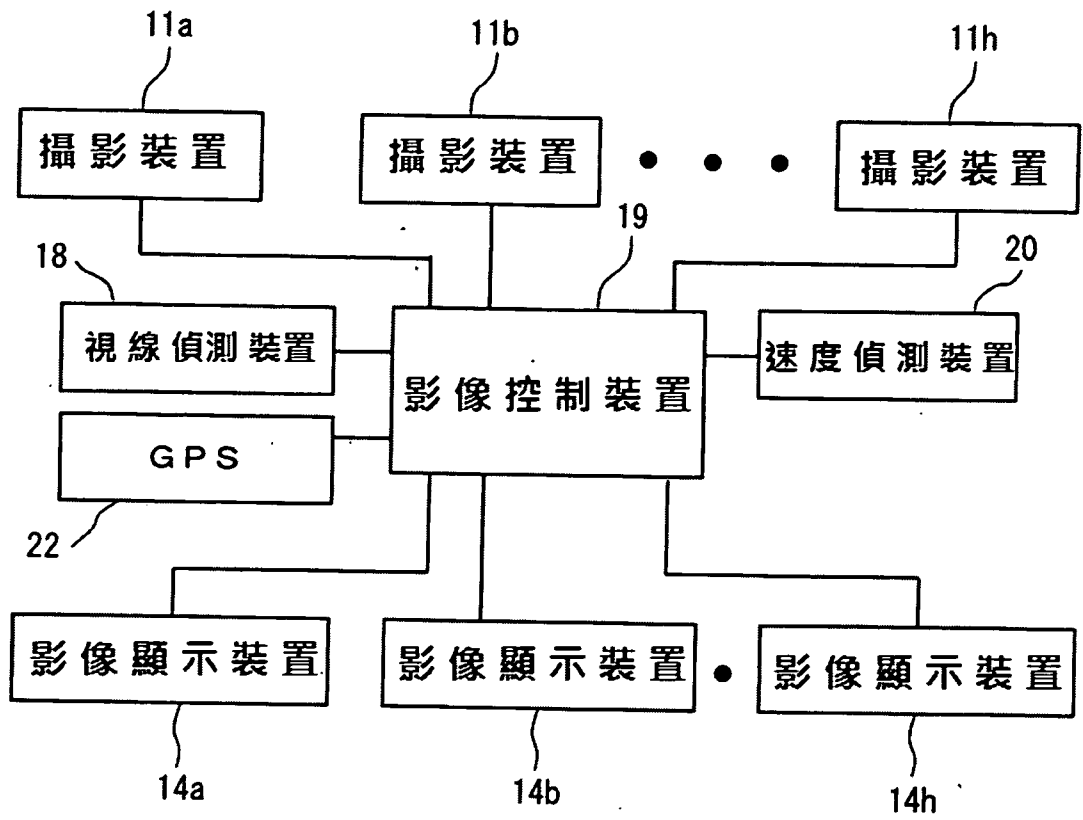 11a
11b
11h
攝影裝置
攝影裝置
攝影裝置
19
18
20
視線偵測裝置
影像控制裝置
速度偵測裝置
GPS
22
影像顯示裝置
影像顯示裝置
影像顯示裝置
14a
14b
14h